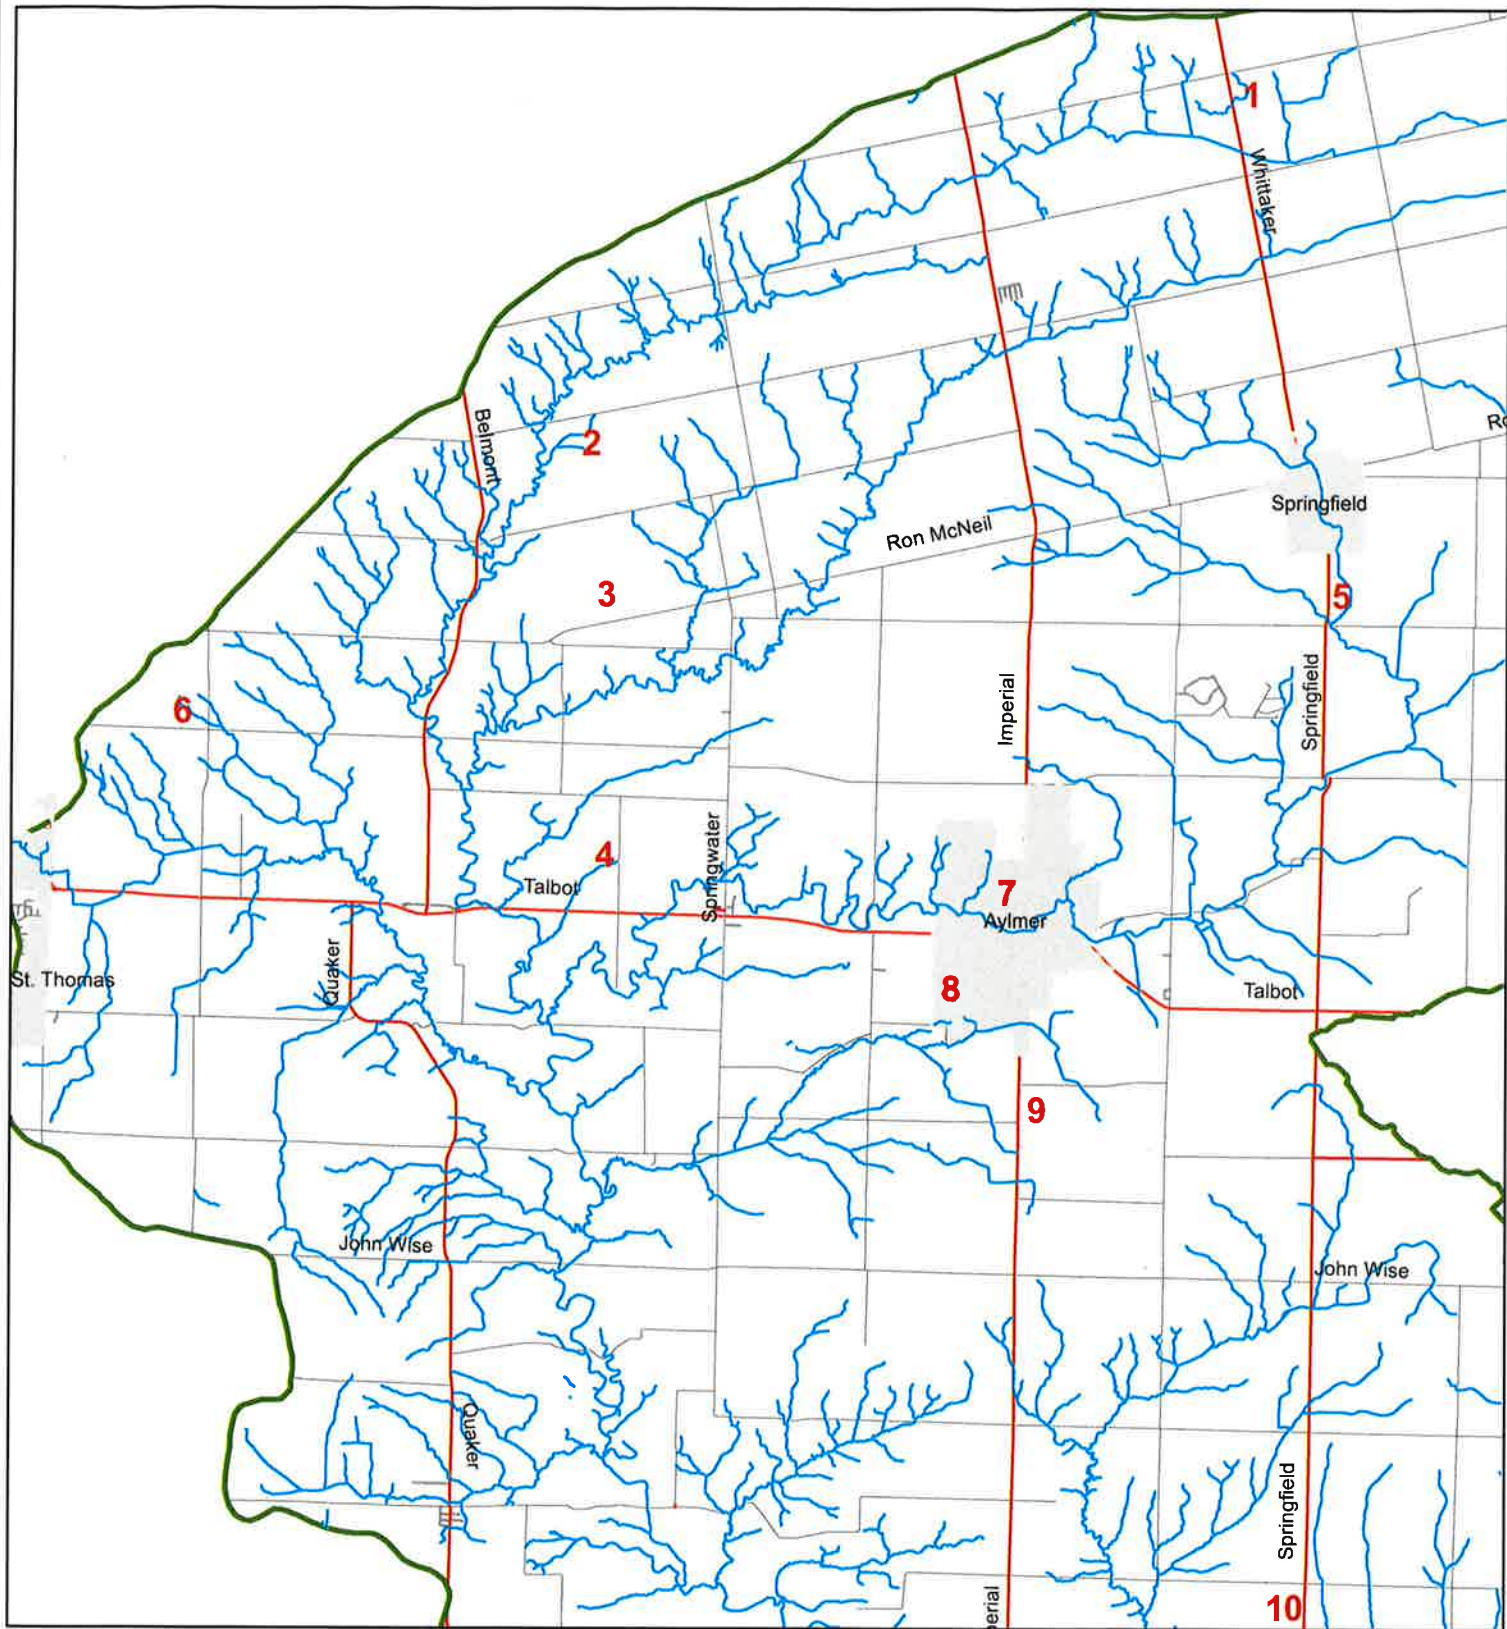 1
Whittaker
Belmont
2
Springfield
Ron McNeil
3
5
6
Imperial
Springfield
4
Talbot
Springwater
7
Aylmer
Quaker
St. Thomas
8
Talbot
9
John Wise
John Wise
Quaker
Springfield
10